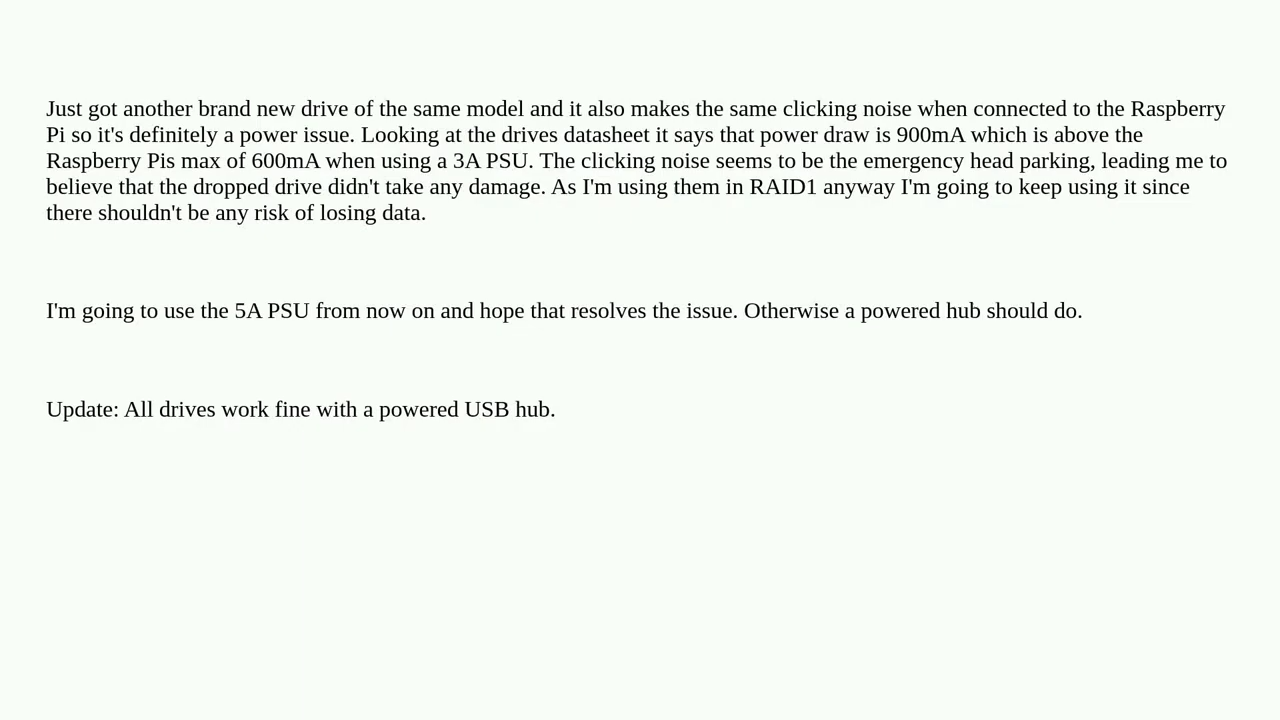 Just got another brand new drive of the same model and it also makes the same clicking noise when connected to the Raspberry
Pi so it's definitely a power issue. Looking at the drives datasheet it says that power draw is 900mA which is above the
Raspberry Pis max of 600mA when using a 3A PSU. The clicking noise seems to be the emergency head parking, leading me to
believe that the dropped drive didn't take any damage. As I'm using them in RAID1 anyway I'm going to keep using it since
there shouldn't be any risk of losing data.
I'm going to use the 5A PSU from now on and hope that resolves the issue. Otherwise a powered hub should do.
Update: All drives work fine with a powered USB hub.